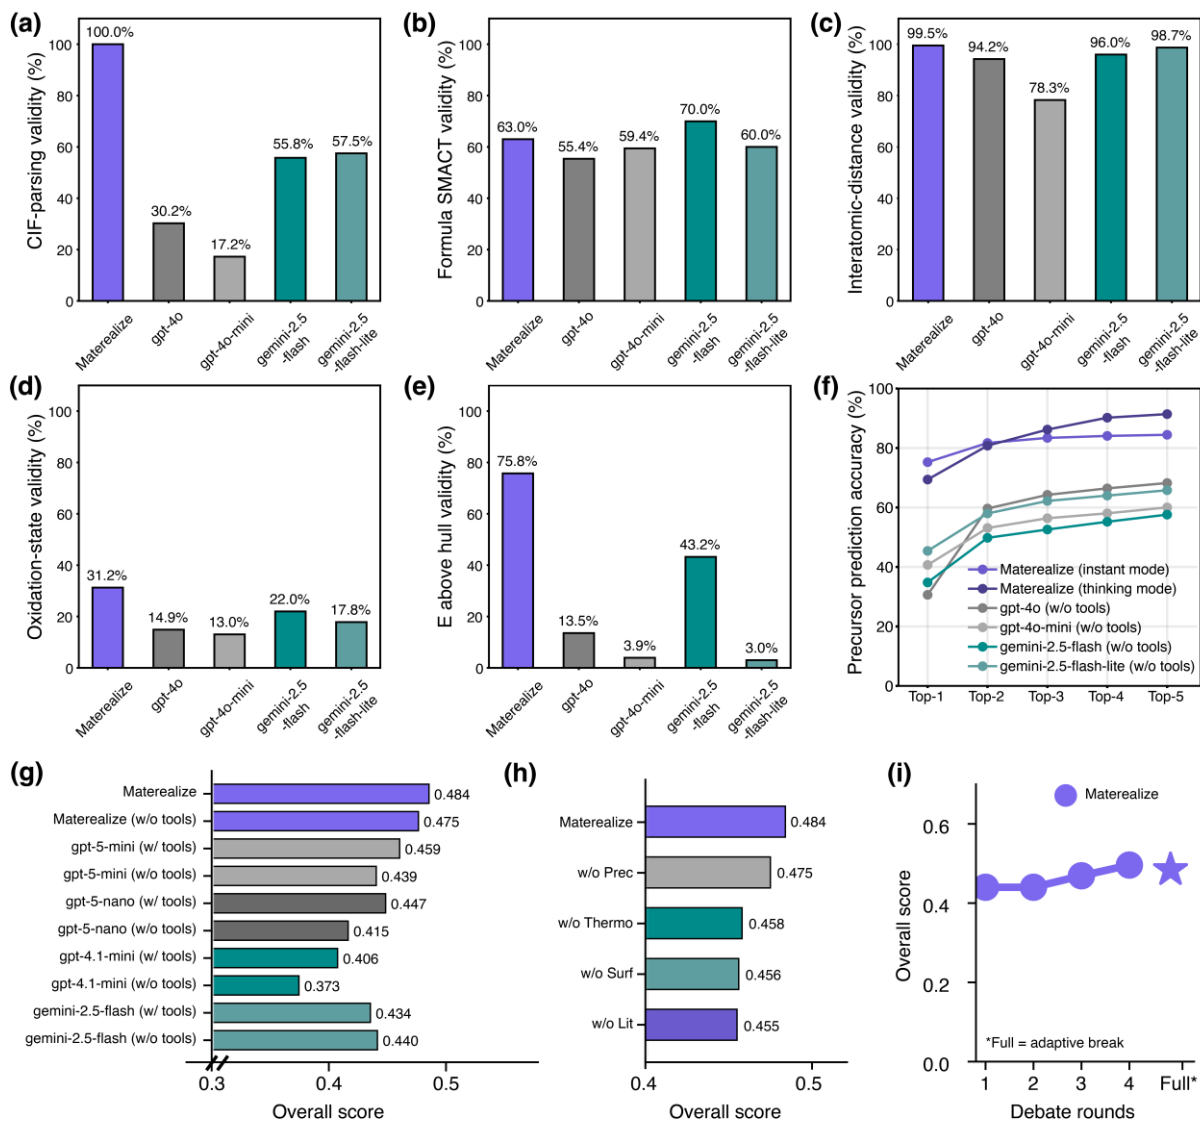 (a)
CIF-parsing validity (%)
100
80
60
40
20
0
100.0%
30.2%
17.2%
55.8%
57.5%
Materealize
gpt-4o
gpt-4o-mini
gemini-2.5
-flash
gemini-2.5
-flash-lite
(b)
Formula SMACT validity (%)
100
80
60
40
20
0
63.0%
55.4%
59.4%
70.0%
60.0%
Materealize
gpt-4o
gpt-4o-mini
gemini-2.5
-flash
gemini-2.5
-flash-lite
(c)
Interatomic-distance validity (%)
100
80
60
40
20
0
99.5%
94.2%
78.3%
96.0%
98.7%
Materealize
gpt-4o
gpt-4o-mini
gemini-2.5
-flash
gemini-2.5
-flash-lite
(d)
Oxidation-state validity (%)
100
80
60
40
20
0
31.2%
14.9%
13.0%
22.0%
17.8%
Materealize
gpt-4o
gpt-4o-mini
gemini-2.5
-flash
gemini-2.5
-flash-lite
(e)
E above hull validity (%)
100
80
60
40
20
0
75.8%
13.5%
3.9%
43.2%
3.0%
Materealize
gpt-4o
gpt-4o-mini
gemini-2.5
-flash
gemini-2.5
-flash-lite
(f)
Precursor prediction accuracy (%)
100
80
60
40
20
0
Materealize (instant mode)
Materealize (thinking mode)
gpt-4o (w/o tools)
gpt-4o-mini (w/o tools)
gemini-2.5-flash (w/o tools)
gemini-2.5-flash-lite (w/o tools)
Top-1
Top-2
Top-3
Top-4
Top-5
(g)
Materealize
0.484
Materealize (w/o tools)
0.475
gpt-5-mini (w/ tools)
0.459
gpt-5-mini (w/o tools)
0.439
gpt-5-nano (w/ tools)
0.447
gpt-5-nano (w/o tools)
0.415
gpt-4.1-mini (w/ tools)
0.406
gpt-4.1-mini (w/o tools)
0.373
gemini-2.5-flash (w/ tools)
0.434
gemini-2.5-flash (w/o tools)
0.440
0.3
0.4
0.5
Overall score
(h)
Materealize
0.484
w/o Prec
0.475
w/o Thermo
0.458
w/o Surf
0.456
w/o Lit
0.455
0.4
0.5
Overall score
(i)
Overall score
0.6
0.4
0.2
0.0
Materealize
*Full = adaptive break
1
2
3
4
Full*
Debate rounds